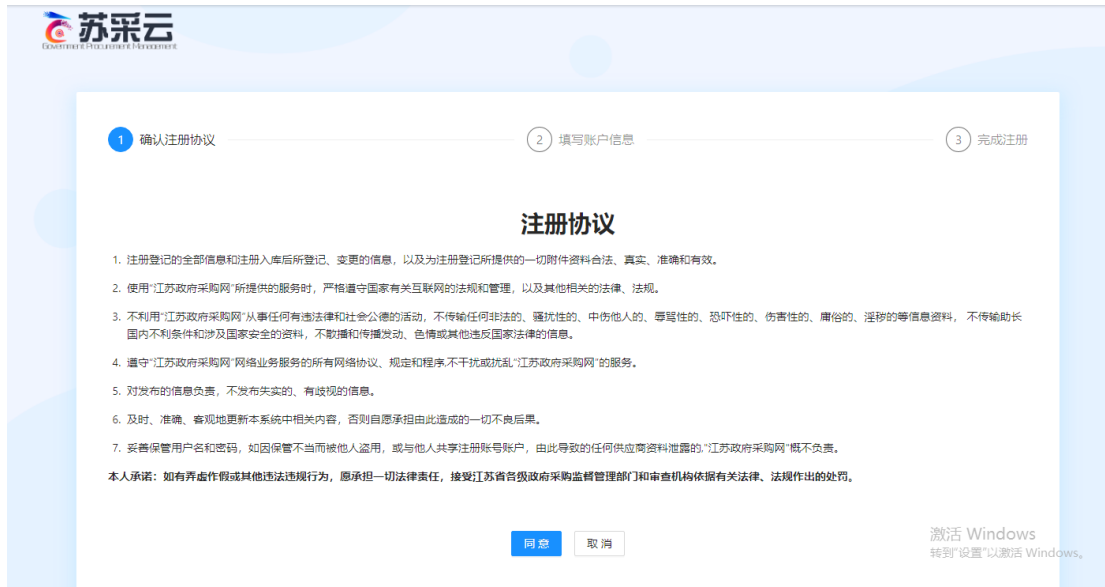 苏采云
Government Procurement Management
1 确认注册协议
2 填写账户信息
3 完成注册
注册协议
1. 注册登记的全部信息和注册入库后所登记、变更的信息，以及为注册登记所提供的一切附件资料合法、真实、准确和有效。
2. 使用“江苏政府采购网”所提供的服务时，严格遵守国家有关互联网的法规和管理，以及其他相关的法律、法规。
3. 不利用“江苏政府采购网”从事任何有违法律和社会公德的活动，不传输任何非法的、骚扰性的、中伤他人的、辱骂性的、恐吓性的、伤害性的、庸俗的、淫秽的等信息资料， 不传输助长
国内不利条件和涉及国家安全的资料，不散播和传播发动、色情或其他违反国家法律的信息。
4. 遵守“江苏政府采购网”网络业务服务的所有网络协议、规定和程序,不干扰或扰乱“江苏政府采购网”的服务。
5. 对发布的信息负责，不发布失实的、有歧视的信息。
6. 及时、准确、客观地更新本系统中相关内容，否则自愿承担由此造成的一切不良后果。
7. 妥善保管用户名和密码，如因保管不当而被他人盗用，或与他人共享注册账号账户，由此导致的任何供应商资料泄露的,“江苏政府采购网”概不负责。
本人承诺：如有弄虚作假或其他违法违规行为，愿承担一切法律责任，接受江苏省各级政府采购监督管理部门和审查机构依据有关法律、法规作出的处罚。
同意
取消
激活 Windows
转到“设置”以激活 Windows。